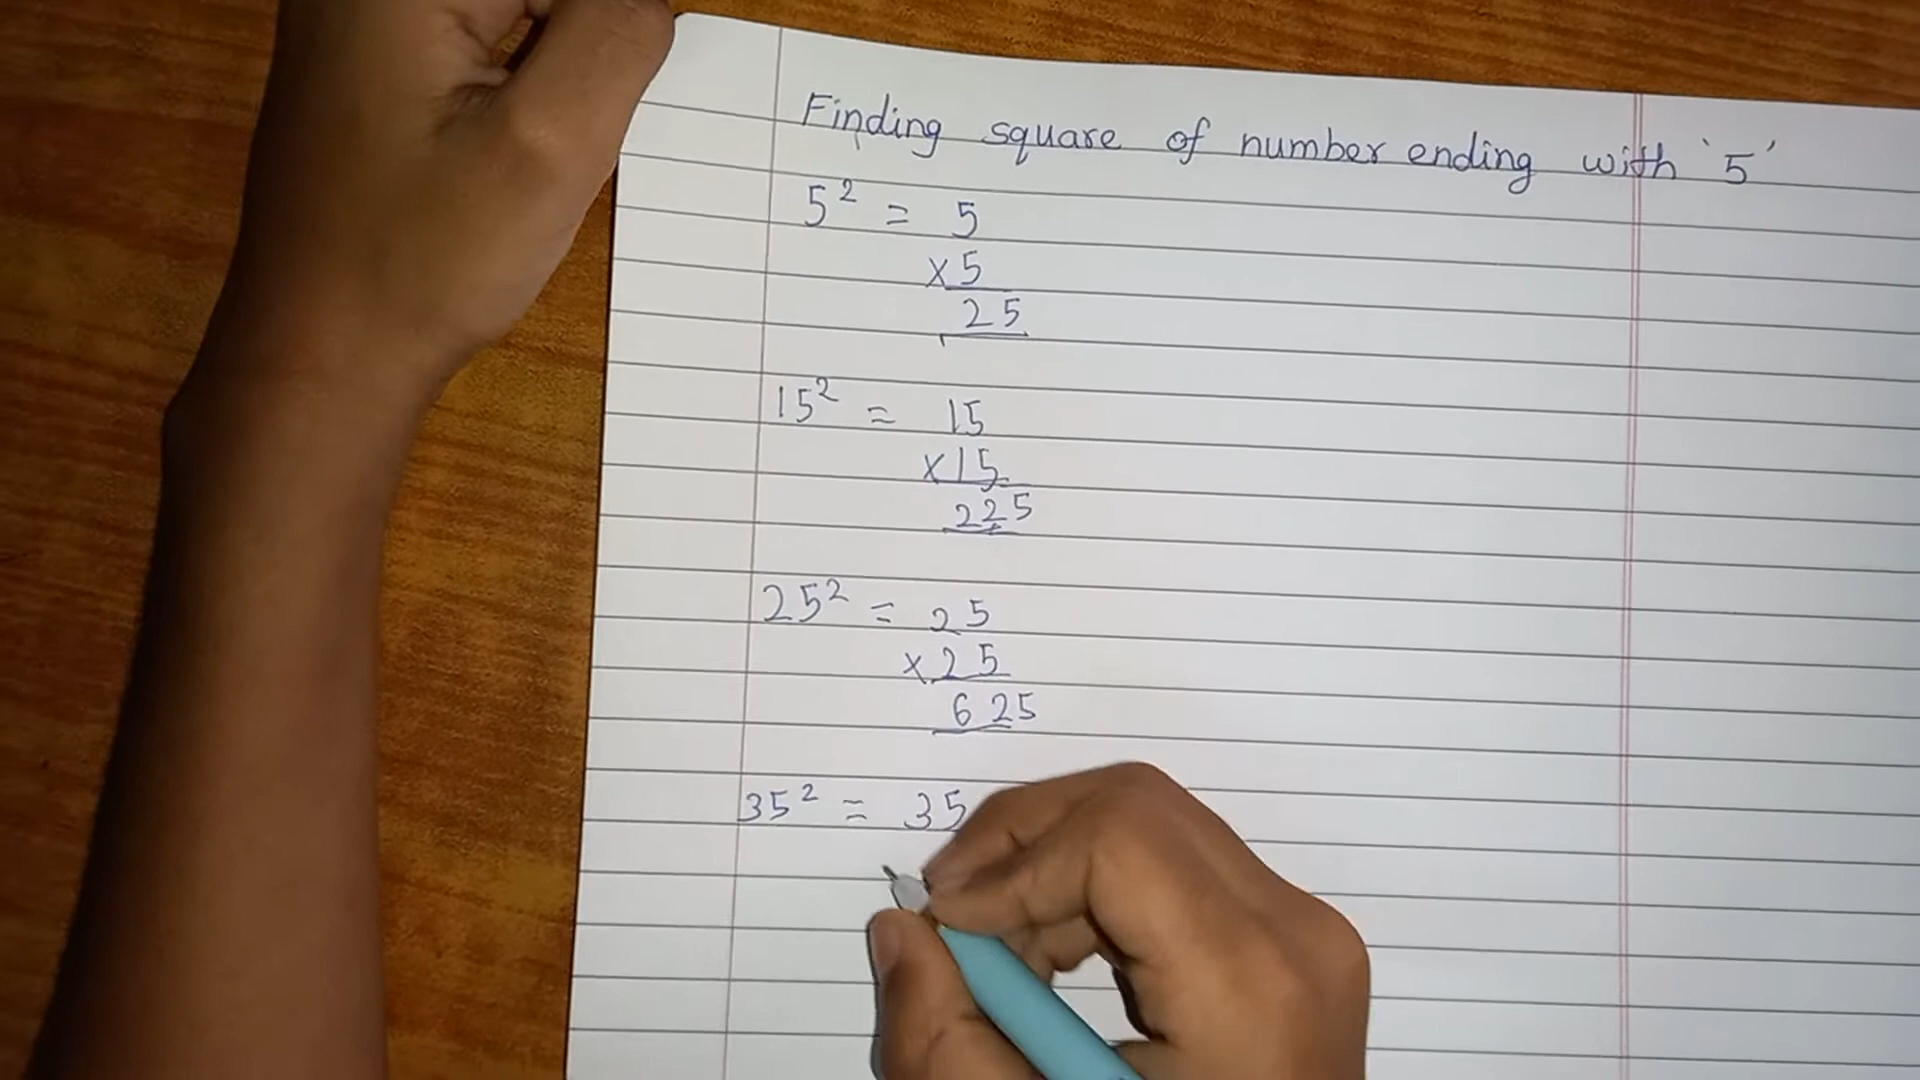 Finding square of number ending with '5'
5² = 5
×5
25
15² = 15
×15
225
25² = 25
×25
625
35² = 35